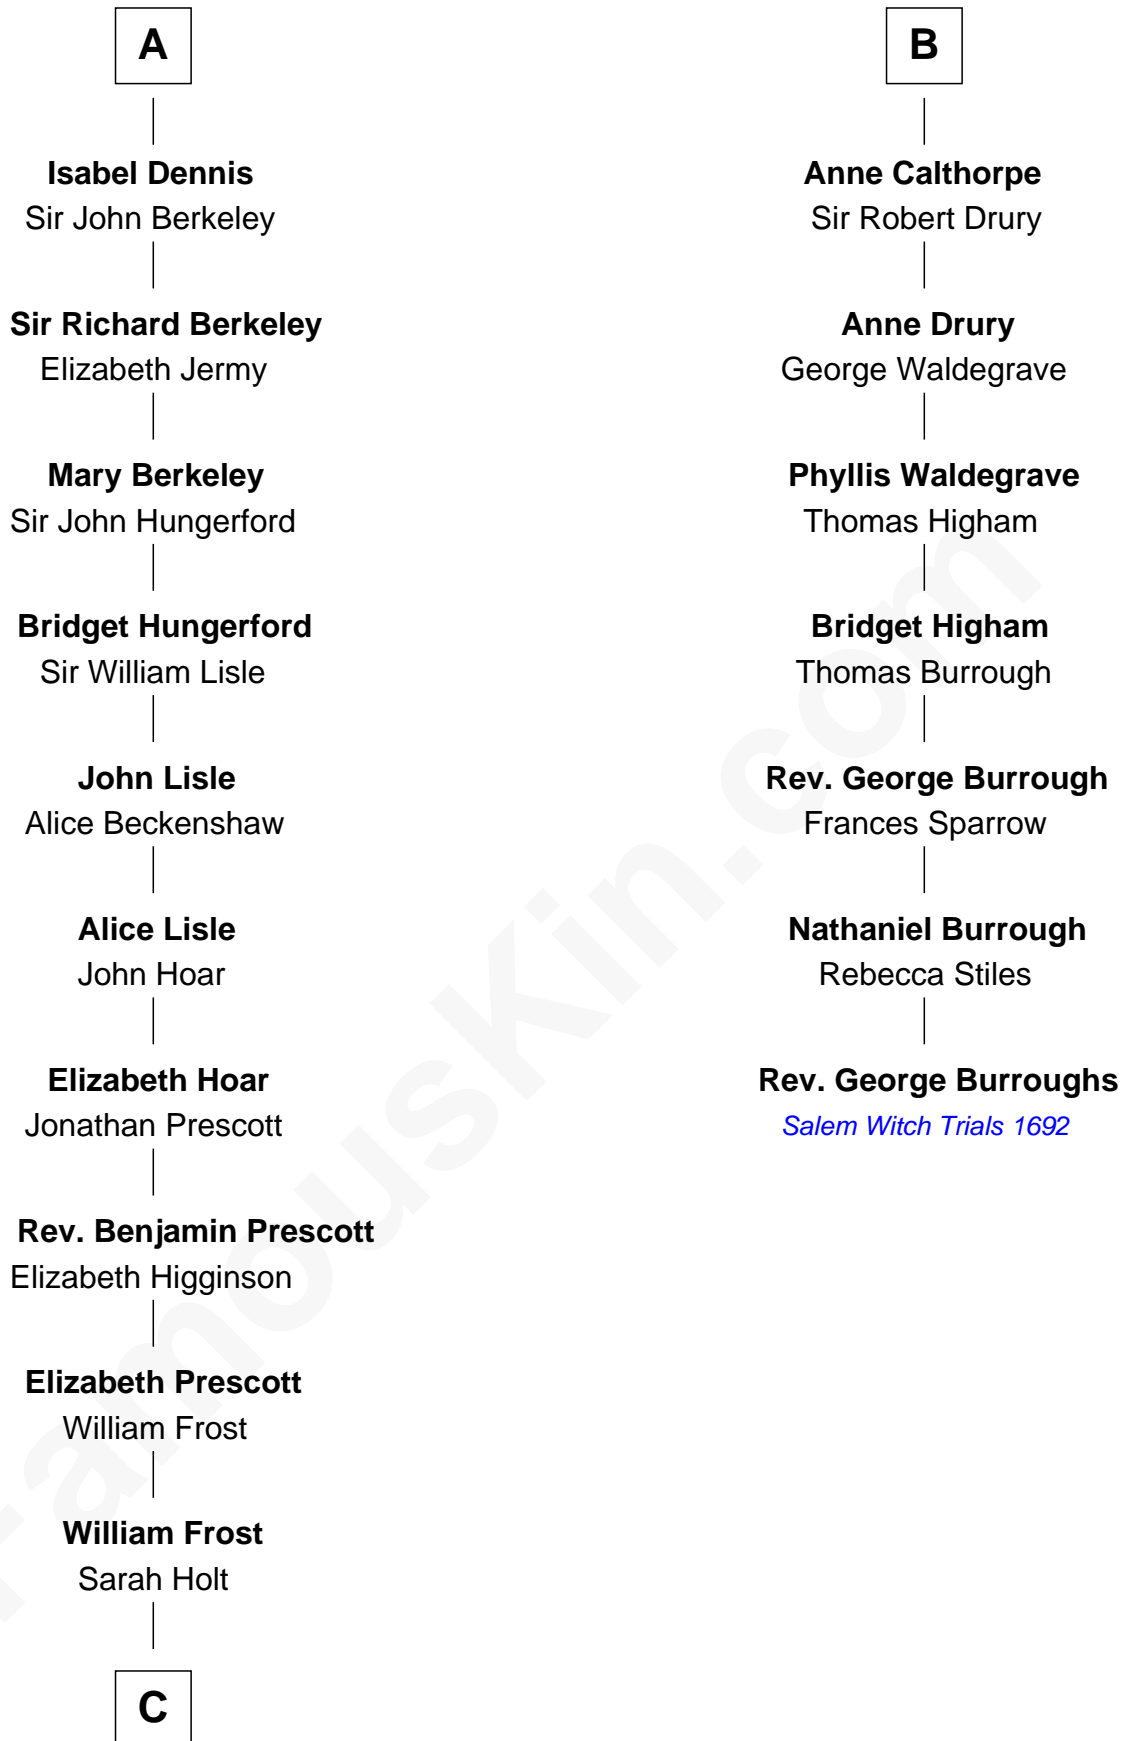 A
Isabel Dennis
Sir John Berkeley
Sir Richard Berkeley
Elizabeth Jermy
Mary Berkeley
Sir John Hungerford
Bridget Hungerford
Sir William Lisle
John Lisle
Alice Beckenshaw
Alice Lisle
John Hoar
Elizabeth Hoar
Jonathan Prescott
Rev. Benjamin Prescott
Elizabeth Higginson
Elizabeth Prescott
William Frost
William Frost
Sarah Holt
C
B
Anne Calthorpe
Sir Robert Drury
Anne Drury
George Waldegrave
Phyllis Waldegrave
Thomas Higham
Bridget Higham
Thomas Burrough
Rev. George Burrough
Frances Sparrow
Nathaniel Burrough
Rebecca Stiles
Rev. George Burroughs
Salem Witch Trials 1692
FamousKin.com